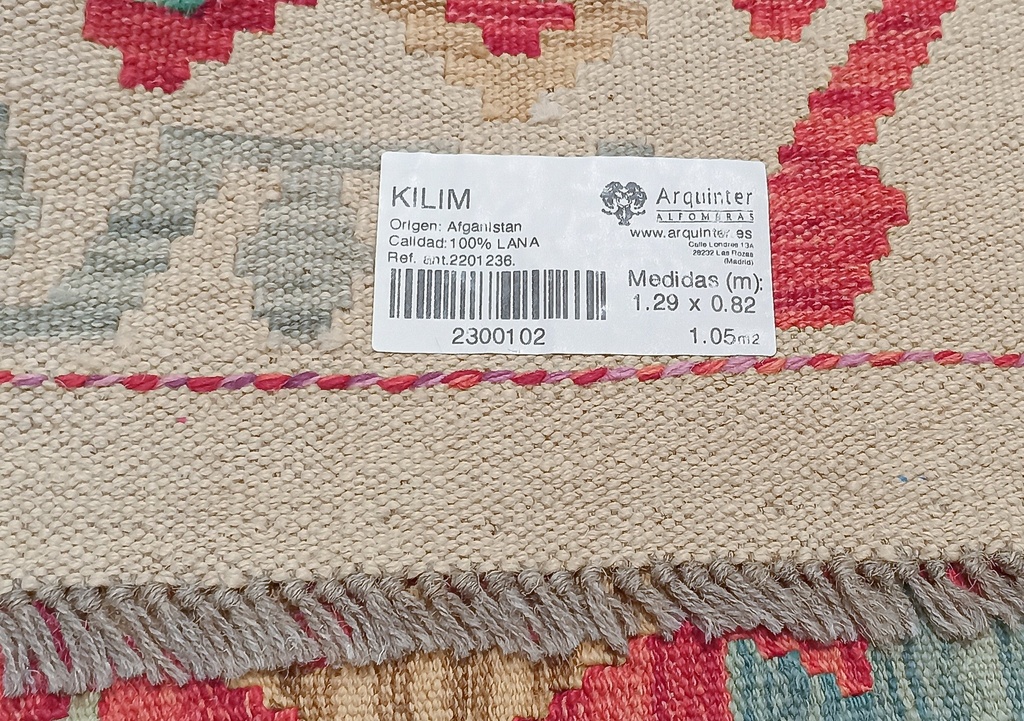 KILIM
Origen: Afganistan
Calidad:100% LANA
Ref. ant.2201236.
2300102
Arquinter
ALFOMBRAS
www.arquinter.es
Calle Londres 13A
28232 Las Rozas
(Madrid)
Medidas (m):
1.29 x 0.82
1.05m2